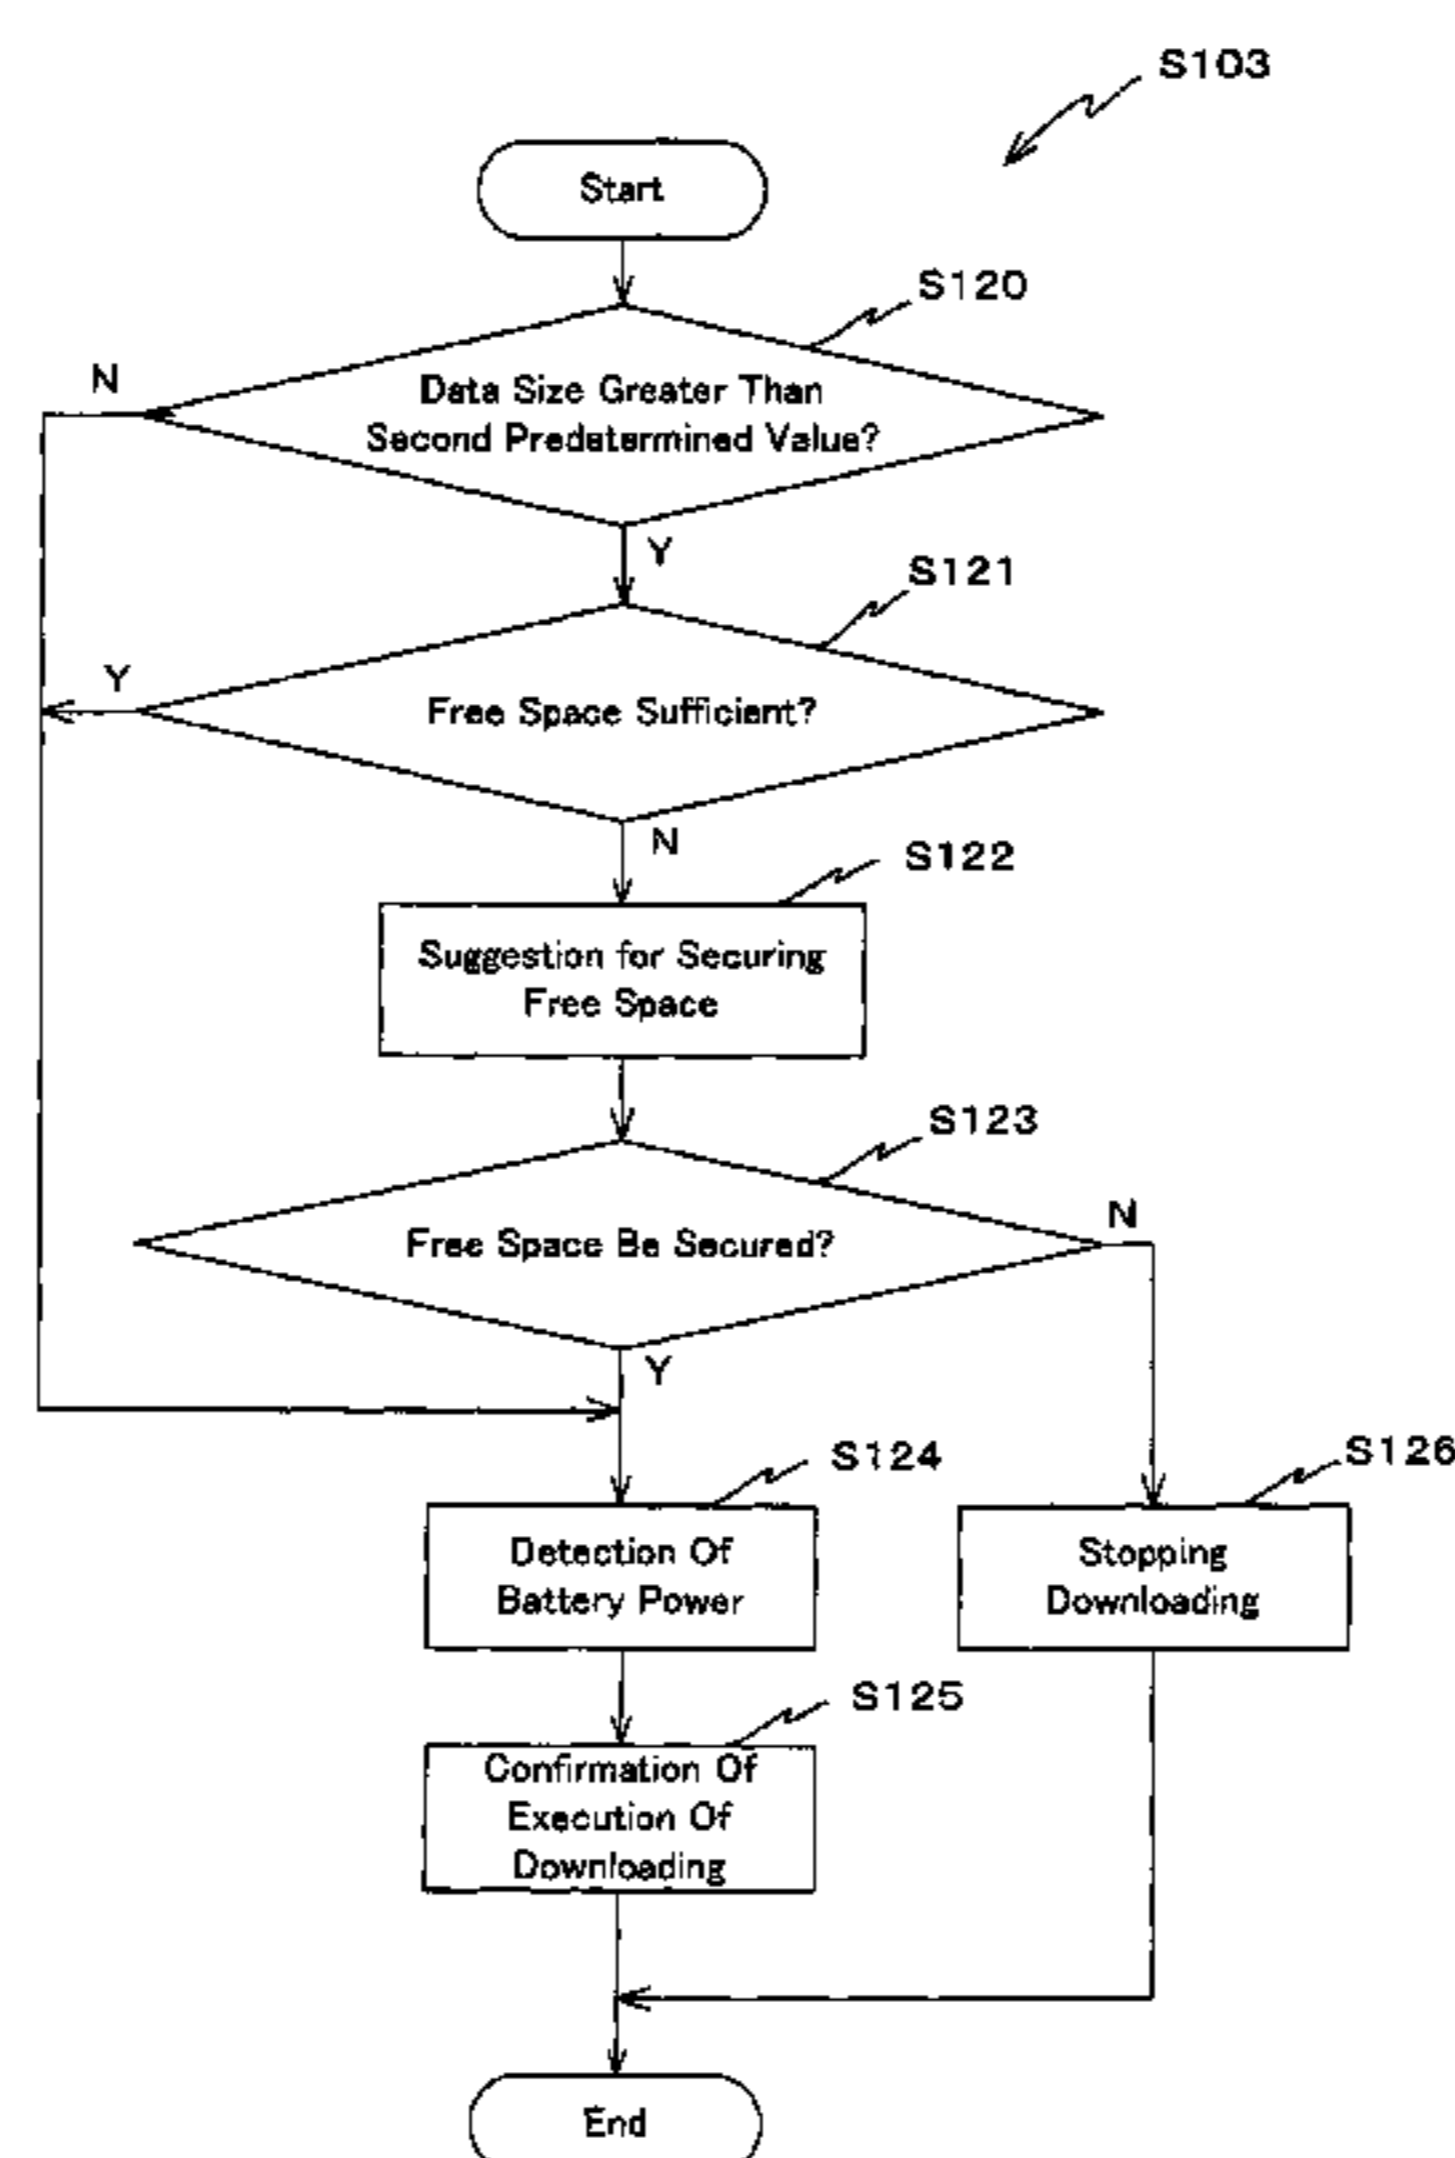 S103
Start
S120
N
Data Size Greater Than
Second Predetermined Value?
Y
S121
Y
Free Space Sufficient?
N
S122
Suggestion for Securing
Free Space
S123
N
Free Space Be Secured?
Y
S124
S126
Detection Of
Battery Power
Stopping
Downloading
S125
Confirmation Of
Execution Of
Downloading
End